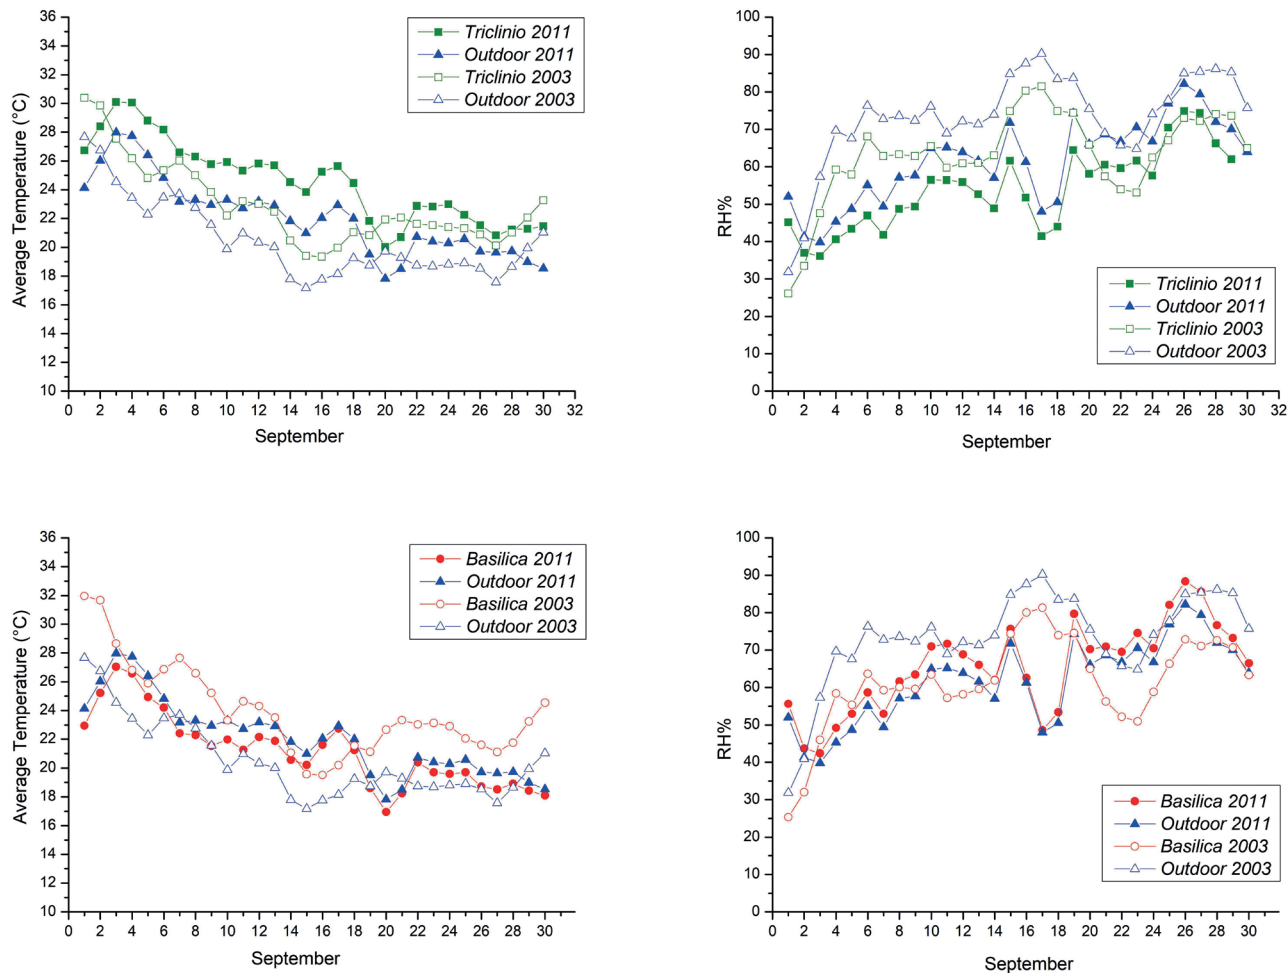 36
34
32
30
28
26
24
22
20
18
16
14
12
10
Average Temperature (°C)
Triclinio 2011
Outdoor 2011
Triclinio 2003
Outdoor 2003
0 2 4 6 8 10 12 14 16 18 20 22 24 26 28 30 32
September
100
90
80
70
60
50
40
30
20
10
0
RH%
Triclinio 2011
Outdoor 2011
Triclinio 2003
Outdoor 2003
0 2 4 6 8 10 12 14 16 18 20 22 24 26 28 30 32
September
36
34
32
30
28
26
24
22
20
18
16
14
12
10
Average Temperature (°C)
Basilica 2011
Outdoor 2011
Basilica 2003
Outdoor 2003
0 2 4 6 8 10 12 14 16 18 20 22 24 26 28 30
September
100
90
80
70
60
50
40
30
20
10
0
RH%
Basilica 2011
Outdoor 2011
Basilica 2003
Outdoor 2003
0 2 4 6 8 10 12 14 16 18 20 22 24 26 28 30
September